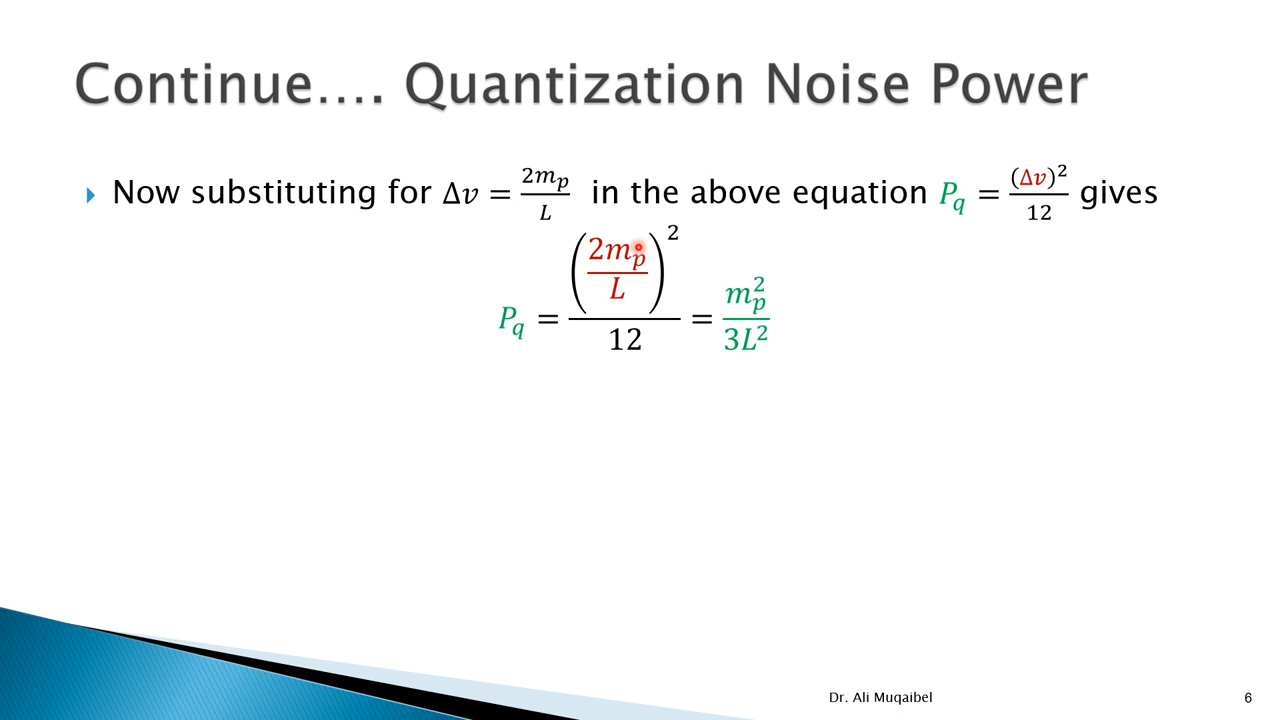 Continue…. Quantization Noise Power
Now substituting for Δv = 2m_p/L in the above equation P_q = (Δv)²/12 gives
P_q = (2m_p/L)²/12 = m_p²/3L²
Dr. Ali Muqaibel 6